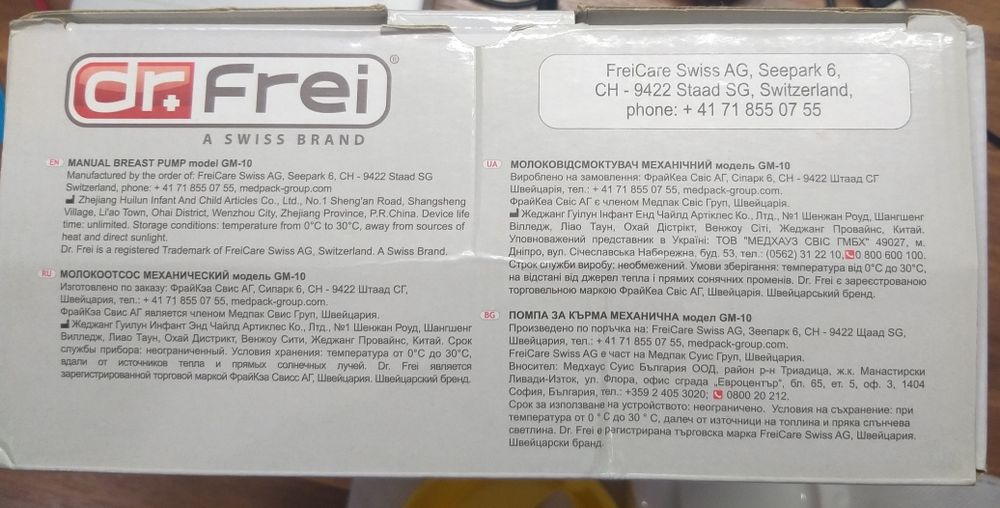 dr.frei®
A SWISS BRAND
FreiCare Swiss AG, Seepark 6,
CH - 9422 Staad SG, Switzerland,
phone: + 41 71 855 07 55
EN MANUAL BREAST PUMP model GM-10
Manufactured by the order of: FreiCare Swiss AG, Seepark 6, CH - 9422 Staad SG
Switzerland, phone: + 41 71 855 07 55, medpack-group.com
Zhejiang Huilun Infant And Child Articles Co., Ltd., No.1 Sheng'an Road, Shangsheng
Village, Li'ao Town, Ohai District, Wenzhou City, Zhejiang Province, P.R.China. Device life
time: unlimited. Storage conditions: temperature from 0°C to 30°C, away from sources of
heat and direct sunlight.
Dr. Frei is a registered Trademark of FreiCare Swiss AG, Switzerland. A Swiss Brand.
RU МОЛОКООТСОС МЕХАНИЧЕСКИЙ модель GM-10
Изготовлено по заказу: ФрайКэа Свис АГ, Сипарк 6, CH - 9422 Штаад СГ,
Швейцария, тел.: + 41 71 855 07 55, medpack-group.com.
ФрайКэа Свис АГ является членом Медпак Свис Груп, Швейцария.
Жеджанг Гуилун Инфант Энд Чайлд Артиклес Ко., Лтд., №1 Шенжан Роуд, Шангшенг
Вилледж, Лиао Таун, Охай Дистрикт, Венжоу Сити, Жеджанг Провайнс, Китай. Срок
службы прибора: неограниченный. Условия хранения: температура от 0°С до 30°С,
вдали от источников тепла и прямых солнечных лучей. Dr. Frei является
зарегистрированной торговой маркой ФрайКэа Свисс АГ, Швейцария. Швейцарский бренд.
UA МОЛОКОВІДСМОКТУВАЧ МЕХАНІЧНИЙ модель GM-10
Вироблено на замовлення: ФрайКеа Свіс АГ, Сіпарк 6, CH - 9422 Штаад СГ
Швейцарія, тел.: + 41 71 855 07 55, medpack-group.com.
ФрайКеа Свіс АГ є членом Медпак Свіс Груп, Швейцарія.
Жеджанг Гуілун Інфант Енд Чайлд Артіклес Ко., Лтд., №1 Шенжан Роуд, Шангшенг
Вілледж, Ліао Таун, Охай Дістрікт, Венжоу Сіті, Жеджанг Провайнс, Китай.
Уповноважений представник в Україні: ТОВ "МЕДХАУЗ СВІС ГМБХ" 49027, м.
Дніпро, вул. Січеславська Набережна, буд. 53, тел.: (0562) 31 22 10, 0 800 600 100.
Строк служби виробу: необмежений. Умови зберігання: температура від 0°С до 30°С,
на відстані від джерел тепла і прямих сонячних променів. Dr. Frei є зареєстрованою
торговельною маркою ФрайКеа Свіс АГ, Швейцарія. Швейцарський бренд.
BG ПОМПА ЗА КЪРМА МЕХАНИЧНА модел GM-10
Произведено по поръчка на: FreiCare Swiss AG, Зеепарк 6, CH - 9422 Щаад SG,
Швейцария, тел.: + 41 71 855 07 55, medpack-group.com.
FreiCare Swiss AG е част на Медпак Суис Груп, Швейцария.
Вносител: Медхаус Суис България ООД, район р-н Триадица, ж.к. Манастирски
Ливади-Изток, ул. Флора, офис сграда „Евроцентър", бл. 65, ет. 5, оф. 3, 1404
София, България, тел.: +359 2 405 3020; 0800 20 212.
Срок за използване на устройството: неограничено. Условия на съхранение: при
температура от 0 ° С до 30 ° С, далеч от източници на топлина и пряка слънчева
светлина. Dr. Frei е регистрирана търговска марка FreiCare Swiss AG, Швейцария.
Швейцарски бранд.